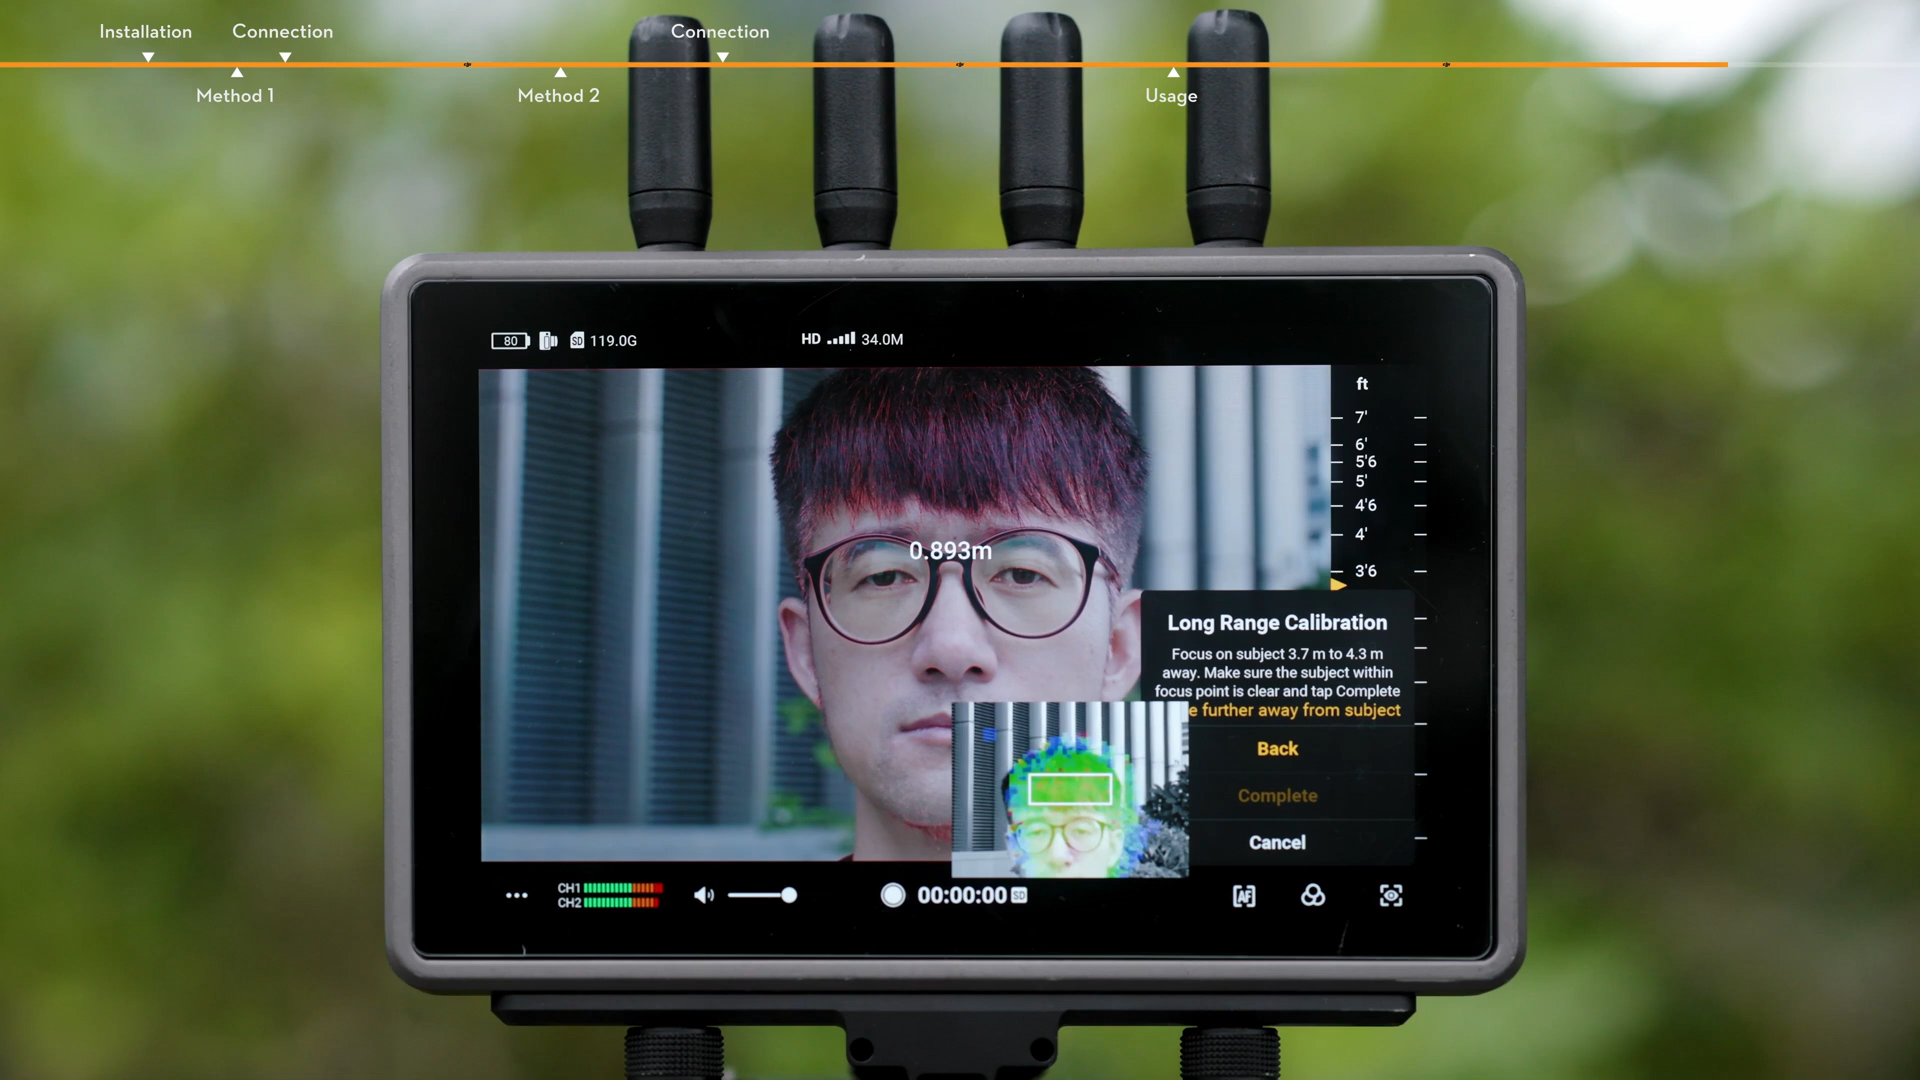 Installation
Connection
Connection
Method 1
Method 2
Usage
80
SD 119.0G
HD 34.0M
ft
7'
6'
5'6
5'
4'6
4'
3'6
0.893m
Long Range Calibration
Focus on subject 3.7 m to 4.3 m
away. Make sure the subject within
focus point is clear and tap Complete
further away from subject
Back
Complete
Cancel
CH1
CH2
00:00:00 SD
AF